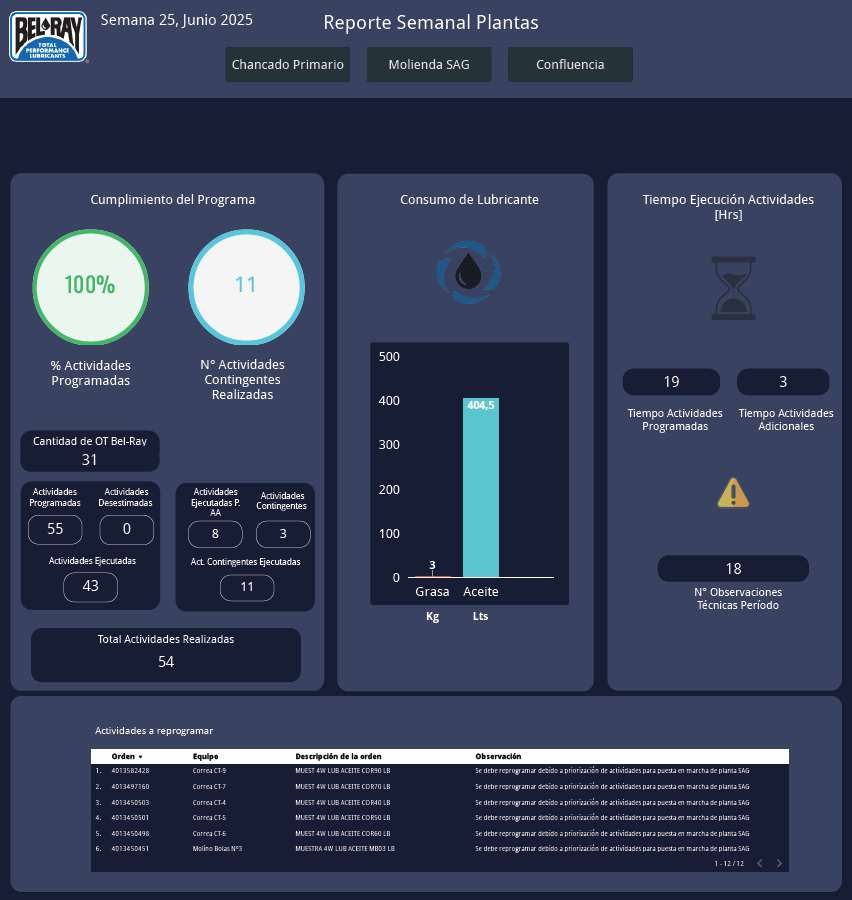 BEL-RAY
TOTAL
PERFORMANCE
LUBRICANTS
Semana 25, Junio 2025
Reporte Semanal Plantas
Chancado Primario
Molienda SAG
Confluencia
Cumplimiento del Programa
100%
11
% Actividades
Programadas
N° Actividades
Contingentes
Realizadas
Cantidad de OT Bel-Ray
31
Actividades
Programadas
Actividades
Desestimadas
55
0
Actividades Ejecutadas
43
Actividades
Ejecutadas P.
AA
Actividades
Contingentes
8
3
Act. Contingentes Ejecutadas
11
Total Actividades Realizadas
54
Consumo de Lubricante
500
400
300
200
100
0
404,5
3
Grasa
Aceite
Kg
Lts
Tiempo Ejecución Actividades
[Hrs]
19
3
Tiempo Actividades
Programadas
Tiempo Actividades
Adicionales
18
N° Observaciones
Técnicas Período
Actividades a reprogramar
Orden Equipo Descripción de la orden Observación
1. 4013582428 Correa CT-9 MUEST 4W LUB ACEITE COR90 LB Se debe reprogramar debido a priorización de actividades para puesta en marcha de planta SAG
2. 4013497160 Correa CT-7 MUEST 4W LUB ACEITE COR70 LB Se debe reprogramar debido a priorización de actividades para puesta en marcha de planta SAG
3. 4013450503 Correa CT-4 MUEST 4W LUB ACEITE COR40 LB Se debe reprogramar debido a priorización de actividades para puesta en marcha de planta SAG
4. 4013450501 Correa CT-5 MUEST 4W LUB ACEITE COR50 LB Se debe reprogramar debido a priorización de actividades para puesta en marcha de planta SAG
5. 4013450498 Correa CT-6 MUEST 4W LUB ACEITE COR60 LB Se debe reprogramar debido a priorización de actividades para puesta en marcha de planta SAG
6. 4013450451 Molino Bolas Nº3 MUESTRA 4W LUB ACEITE MB03 LB Se debe reprogramar debido a priorización de actividades para puesta en marcha de planta SAG
1 - 12 / 12